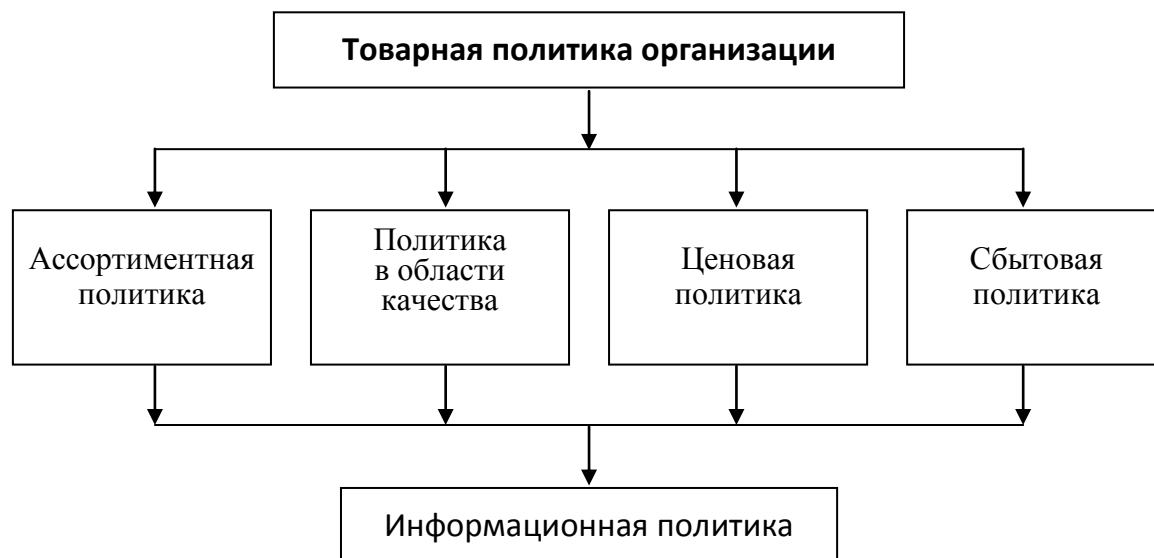 Товарная политика организации
Ассортиментная
политика
Политика
в области
качества
Ценовая
политика
Сбытовая
политика
Информационная политика